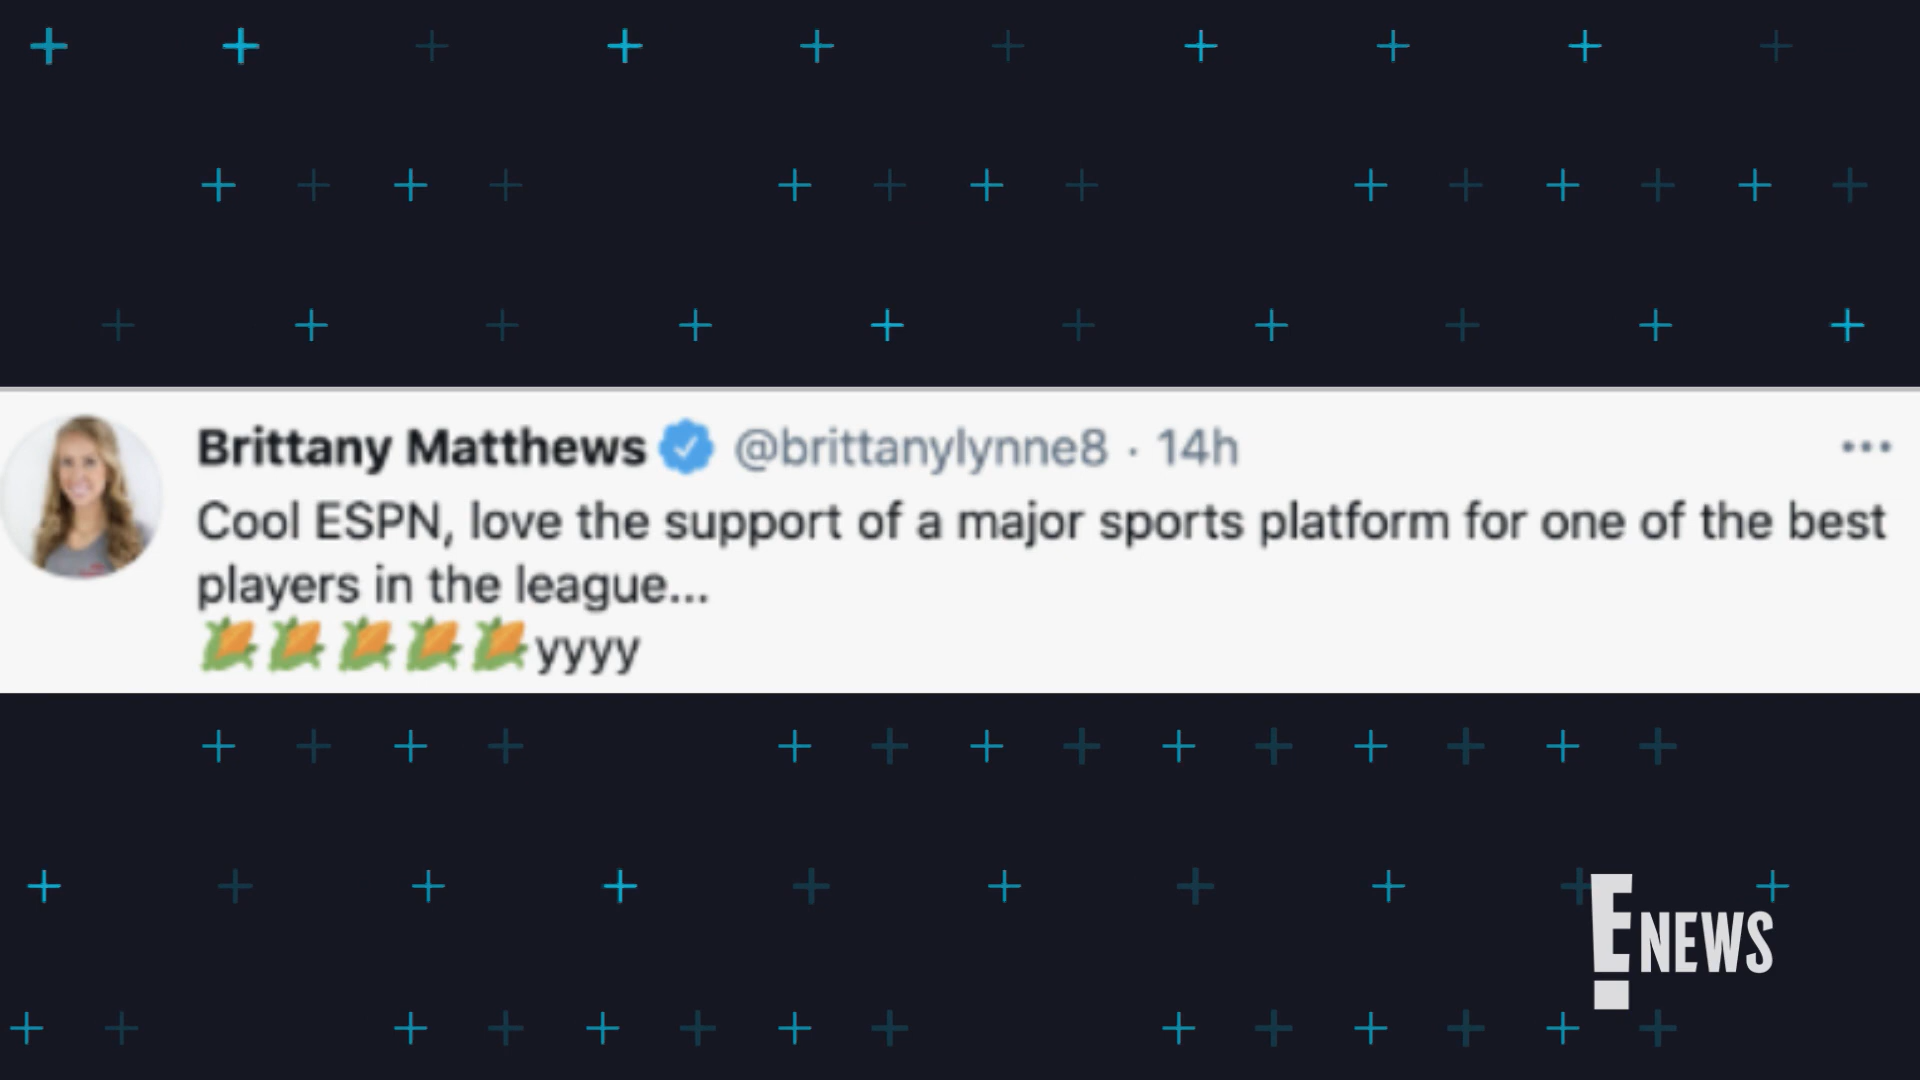 Brittany Matthews @brittanylynne8 · 14h
Cool ESPN, love the support of a major sports platform for one of the best
players in the league...
🌽🌽🌽🌽🌽yyyy
E! NEWS